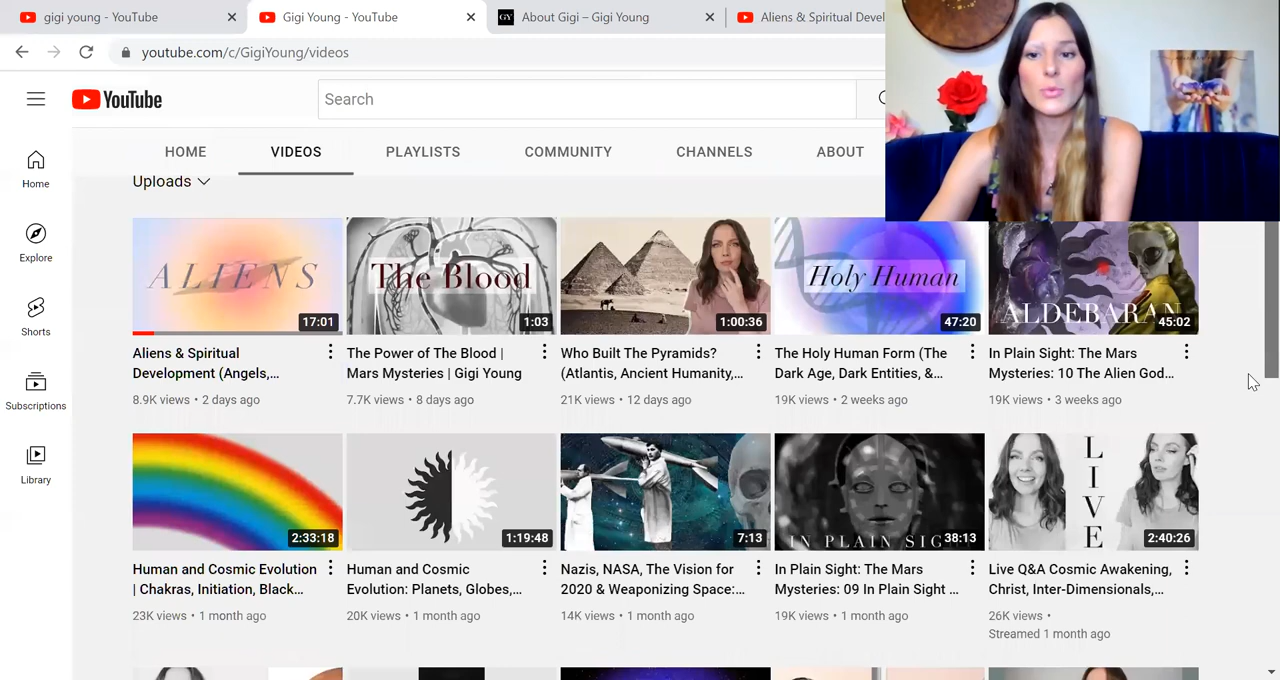 gigi young - YouTube
Gigi Young - YouTube
GY
About Gigi – Gigi Young
Aliens & Spiritual Devel
youtube.com/c/GigiYoung/videos
YouTube
Search
HOME
VIDEOS
PLAYLISTS
COMMUNITY
CHANNELS
ABOUT
Home
Explore
Shorts
Subscriptions
Library
Uploads
ALIENS
17:01
The Blood
1:03
1:00:36
Holy Human
47:20
ALDEBARAN
45:02
Aliens & Spiritual
Development (Angels,...
8.9K views • 2 days ago
The Power of The Blood |
Mars Mysteries | Gigi Young
7.7K views • 8 days ago
Who Built The Pyramids?
(Atlantis, Ancient Humanity,...
21K views • 12 days ago
The Holy Human Form (The
Dark Age, Dark Entities, &...
19K views • 2 weeks ago
In Plain Sight: The Mars
Mysteries: 10 The Alien God...
19K views • 3 weeks ago
2:33:18
1:19:48
7:13
IN PLAIN SIG
38:13
LIVE
2:40:26
Human and Cosmic Evolution
| Chakras, Initiation, Black...
23K views • 1 month ago
Human and Cosmic
Evolution: Planets, Globes,...
20K views • 1 month ago
Nazis, NASA, The Vision for
2020 & Weaponizing Space:...
14K views • 1 month ago
In Plain Sight: The Mars
Mysteries: 09 In Plain Sight ...
19K views • 1 month ago
Live Q&A Cosmic Awakening,
Christ, Inter-Dimensionals,...
26K views •
Streamed 1 month ago